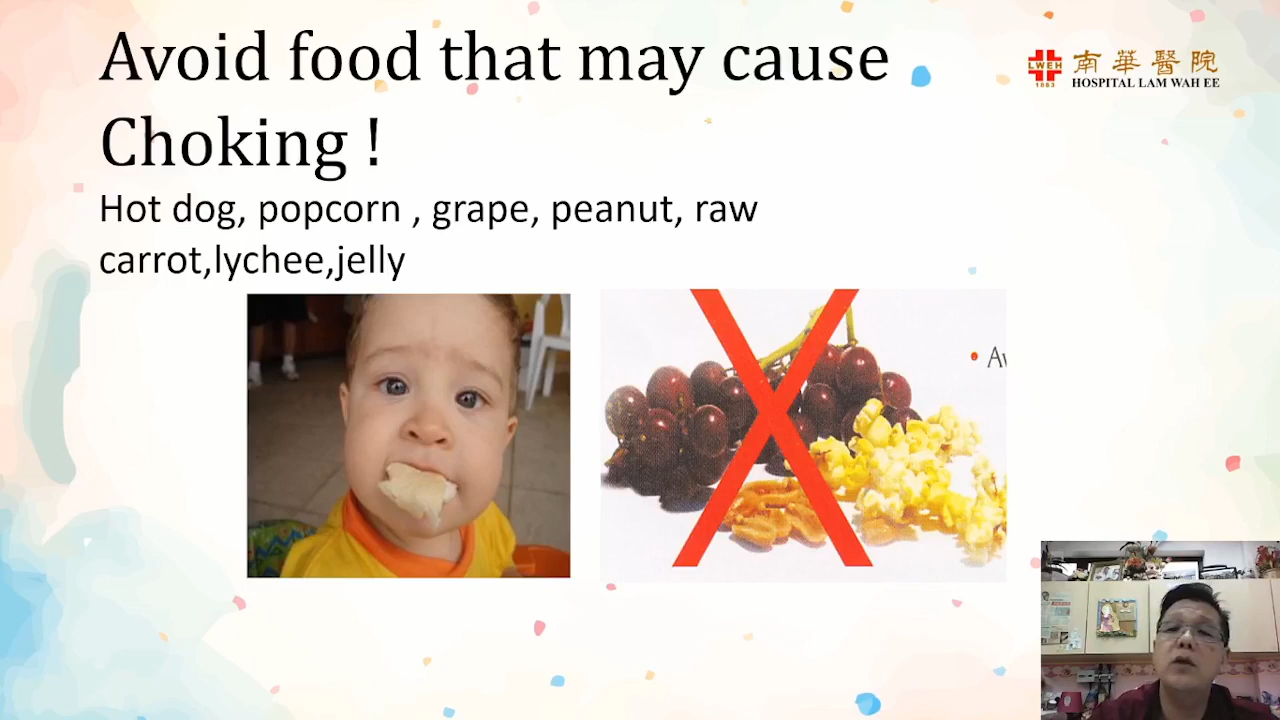 Avoid food that may cause
Choking !
LWEH
1883
南華醫院
HOSPITAL LAM WAH EE
Hot dog, popcorn , grape, peanut, raw
carrot,lychee,jelly